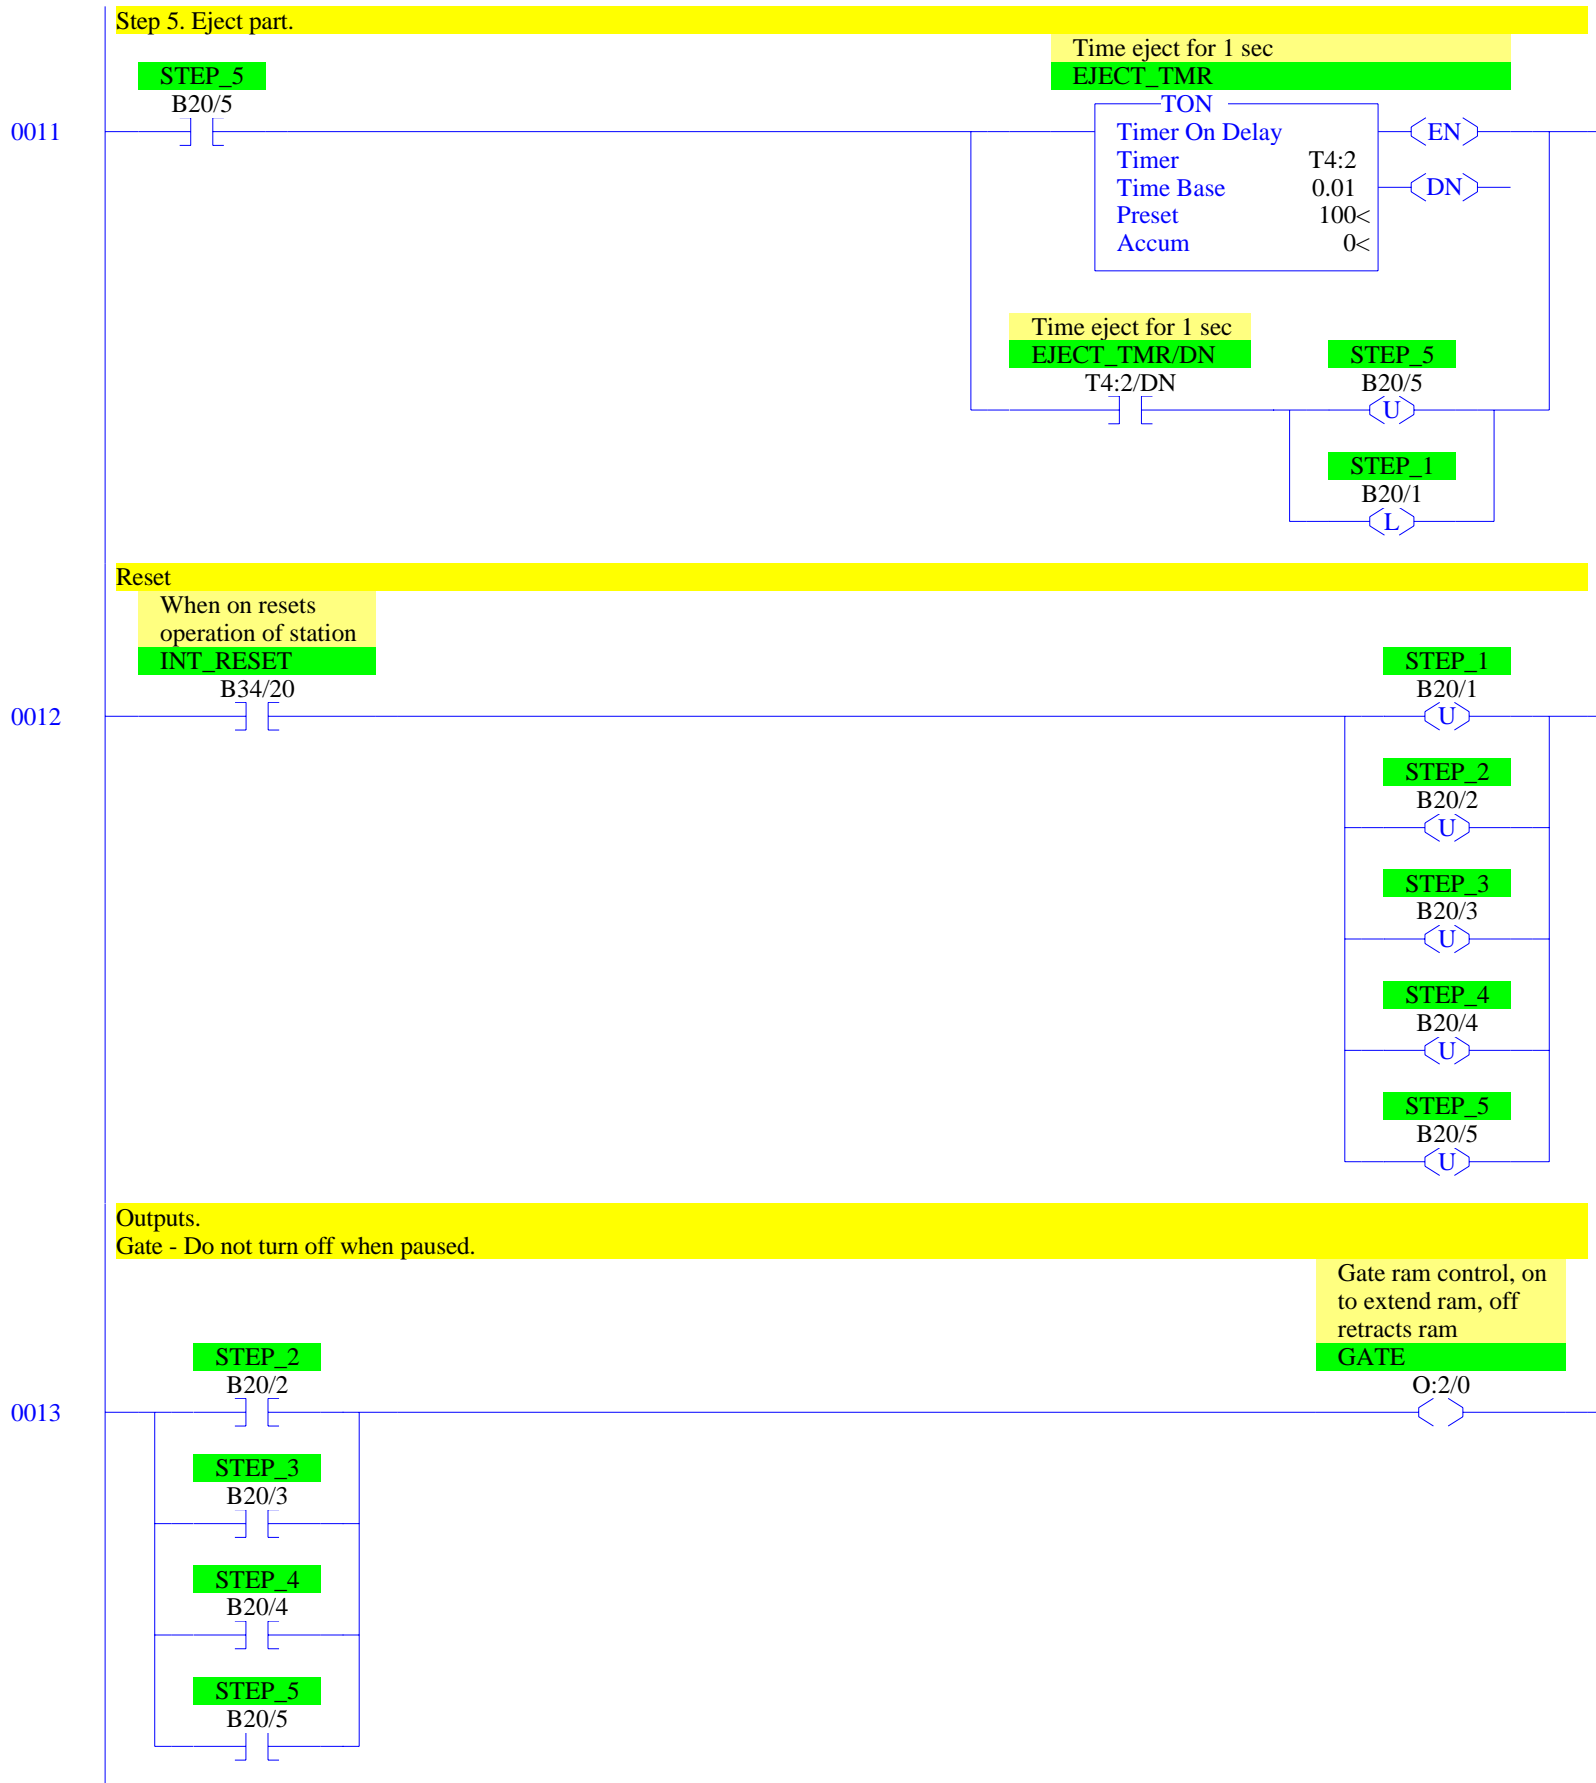 Step 5. Eject part.
Time eject for 1 sec
STEP_5
EJECT_TMR
B20/5
TON
0011
Timer On Delay
EN
Timer
T4:2
Time Base
0.01
DN
Preset
100<
Accum
0<
Time eject for 1 sec
EJECT_TMR/DN
STEP_5
T4:2/DN
B20/5
U
STEP_1
B20/1
L
Reset
When on resets
operation of station
INT_RESET
STEP_1
B34/20
B20/1
0012
U
STEP_2
B20/2
U
STEP_3
B20/3
U
STEP_4
B20/4
U
STEP_5
B20/5
U
Outputs.
Gate - Do not turn off when paused.
Gate ram control, on
to extend ram, off
retracts ram
STEP_2
GATE
B20/2
O:2/0
0013
STEP_3
B20/3
STEP_4
B20/4
STEP_5
B20/5